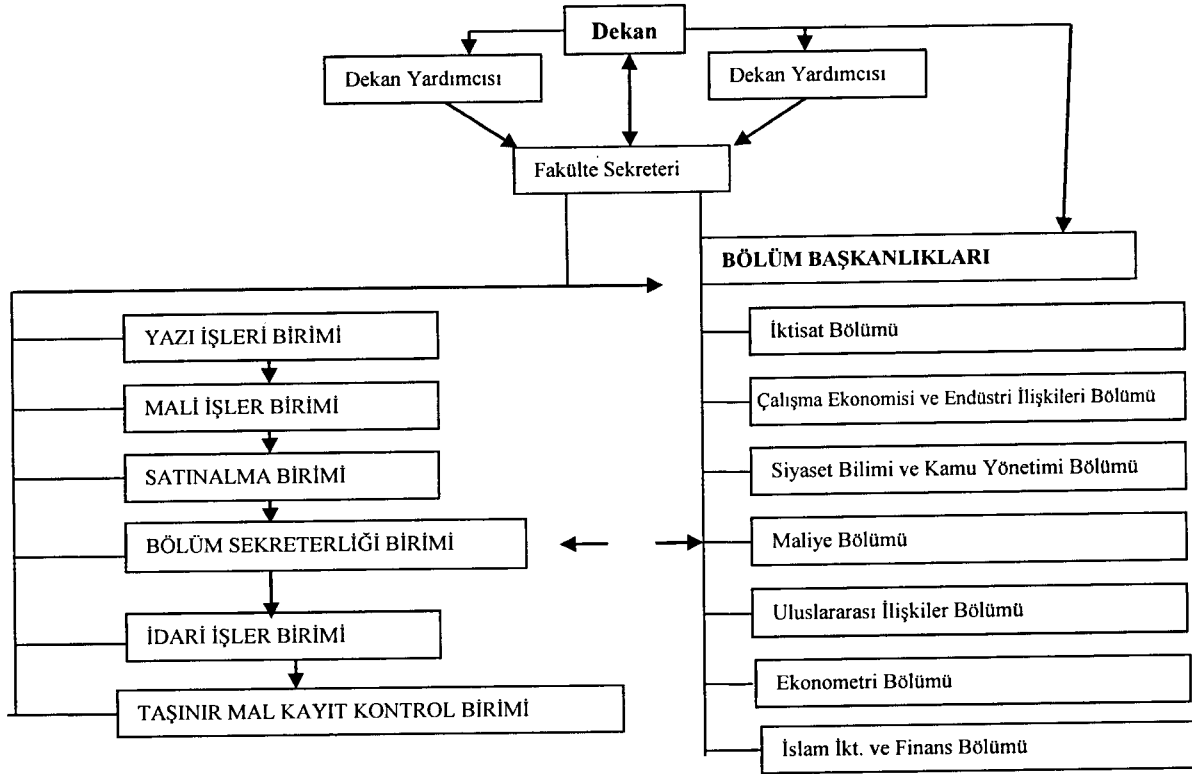 Dekan
Dekan Yardımcısı
Dekan Yardımcısı
Fakülte Sekreteri
BÖLÜM BAŞKANLIKLARI
YAZI İŞLERİ BİRİMİ
MALİ İŞLER BİRİMİ
SATINALMA BİRİMİ
BÖLÜM SEKRETERLİĞİ BİRİMİ
İDARİ İŞLER BİRİMİ
TAŞINIR MAL KAYIT KONTROL BİRİMİ
İktisat Bölümü
Çalışma Ekonomisi ve Endüstri İlişkileri Bölümü
Siyaset Bilimi ve Kamu Yönetimi Bölümü
Maliye Bölümü
Uluslararası İlişkiler Bölümü
Ekonometri Bölümü
İslam İkt. ve Finans Bölümü